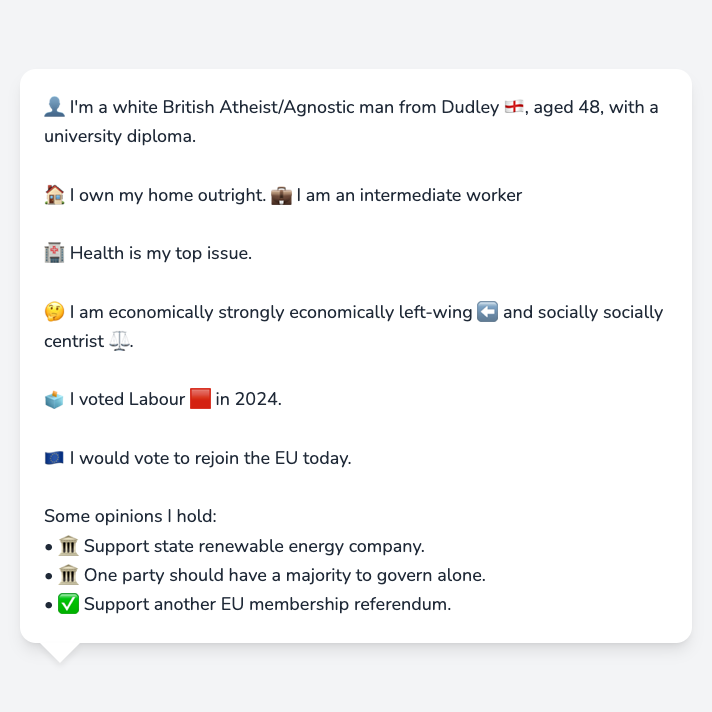 👤 I'm a white British Atheist/Agnostic man from Dudley 🏴󠁧󠁢󠁥󠁮󠁧󠁿, aged 48, with a
university diploma.
🏠 I own my home outright. 💼 I am an intermediate worker
🏥 Health is my top issue.
🤔 I am economically strongly economically left-wing ⬅️ and socially socially
centrist ⚖️.
🗳️ I voted Labour 🟥 in 2024.
🇪🇺 I would vote to rejoin the EU today.
Some opinions I hold:
• 🏛️ Support state renewable energy company.
• 🏛️ One party should have a majority to govern alone.
• ✅ Support another EU membership referendum.